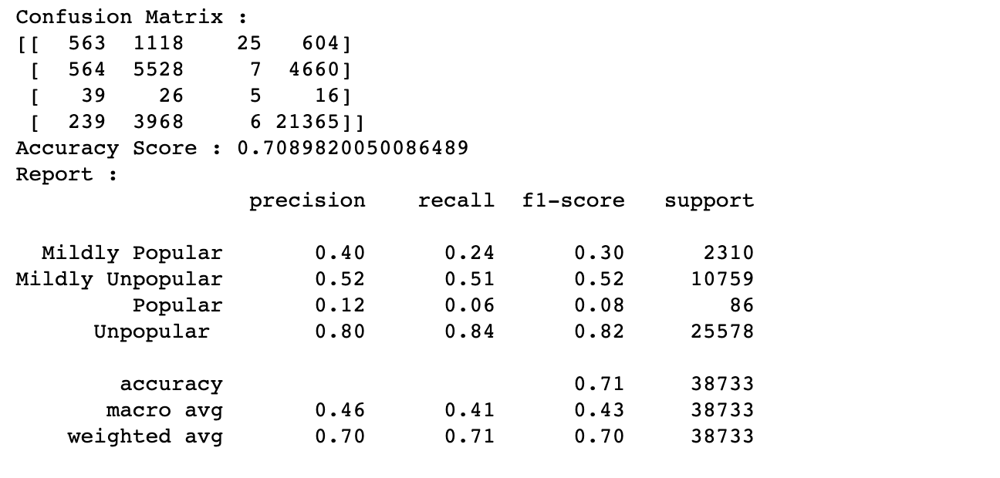 Confusion Matrix :
[[  563  1118    25   604]
 [  564  5528     7  4660]
 [   39    26     5    16]
 [  239  3968     6 21365]]
Accuracy Score : 0.7089820050086489
Report :
                  precision    recall  f1-score   support

  Mildly Popular       0.40      0.24      0.30      2310
Mildly Unpopular       0.52      0.51      0.52     10759
         Popular       0.12      0.06      0.08        86
      Unpopular        0.80      0.84      0.82     25578

        accuracy                           0.71     38733
       macro avg       0.46      0.41      0.43     38733
    weighted avg       0.70      0.71      0.70     38733